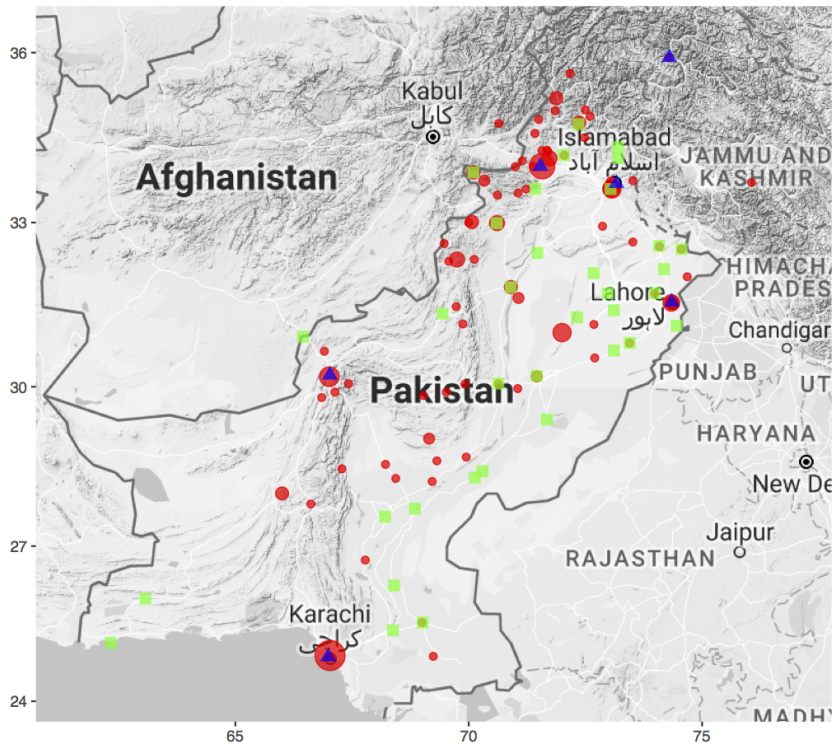 36
Kabul
کابل
Islamabad
اسلام آباد
JAMMU AND
KASHMIR
Afghanistan
33
HIMACH
PRADES
Lahore
لاہور
Chandigar
30
Pakistan
PUNJAB
UT
HARYANA
New De
27
Jaipur
RAJASTHAN
Karachi
کراچی
24
MADHY
65
70
75